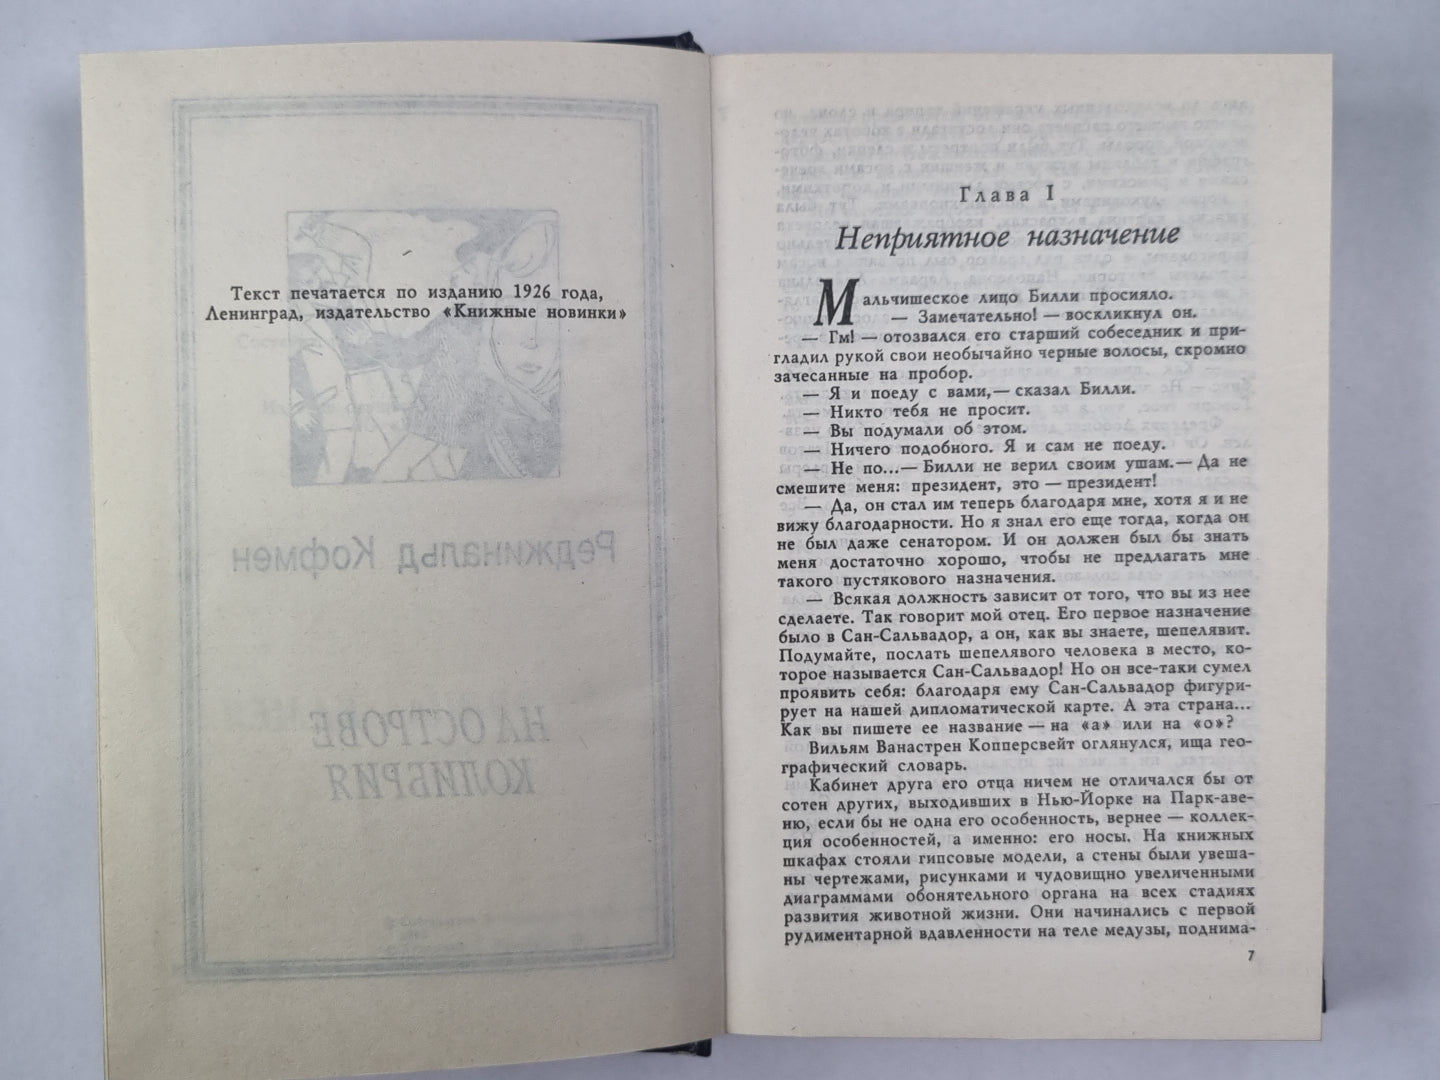 Текст печатается по изданию 1926 года,
Ленинград, издательство «Книжные новинки»
Реджинальд Кофмен
НА ОСТРОВЕ
КОЛИБРИЯ
Глава I
Неприятное назначение
Мальчишеское лицо Билли просияло.
— Замечательно! — воскликнул он.
— Гм! — отозвался его старший собеседник и при-
гладил рукой свои необычайно черные волосы, скромно
зачесанные на пробор.
— Я и поеду с вами,— сказал Билли.
— Никто тебя не просит.
— Вы подумали об этом.
— Ничего подобного. Я и сам не поеду.
— Не по...— Билли не верил своим ушам.— Да не
смешите меня: президент, это — президент!
— Да, он стал им теперь благодаря мне, хотя я и не
вижу благодарности. Но я знал его еще тогда, когда он
не был даже сенатором. И он должен был бы знать
меня достаточно хорошо, чтобы не предлагать мне
такого пустякового назначения.
— Всякая должность зависит от того, что вы из нее
сделаете. Так говорит мой отец. Его первое назначение
было в Сан-Сальвадор, а он, как вы знаете, шепелявит.
Подумайте, послать шепелявого человека в место, ко-
торое называется Сан-Сальвадор! Но он все-таки сумел
проявить себя: благодаря ему Сан-Сальвадор фигури-
рует на нашей дипломатической карте. А эта страна...
Как вы пишете ее название — на «а» или на «о»?
Вильям Ванастрен Копперсвейт оглянулся, ища гео-
графический словарь.
Кабинет друга его отца ничем не отличался бы от
сотен других, выходивших в Нью-Йорке на Парк-аве-
ню, если бы не одна его особенность, вернее — коллек-
ция особенностей, а именно: его носы. На книжных
шкафах стояли гипсовые модели, а стены были увеша-
ны чертежами, рисунками и чудовищно увеличенными
диаграммами обонятельного органа на всех стадиях
развития животной жизни. Они начинались с первой
рудиментарной вдавленности на теле медузы, поднима-
7